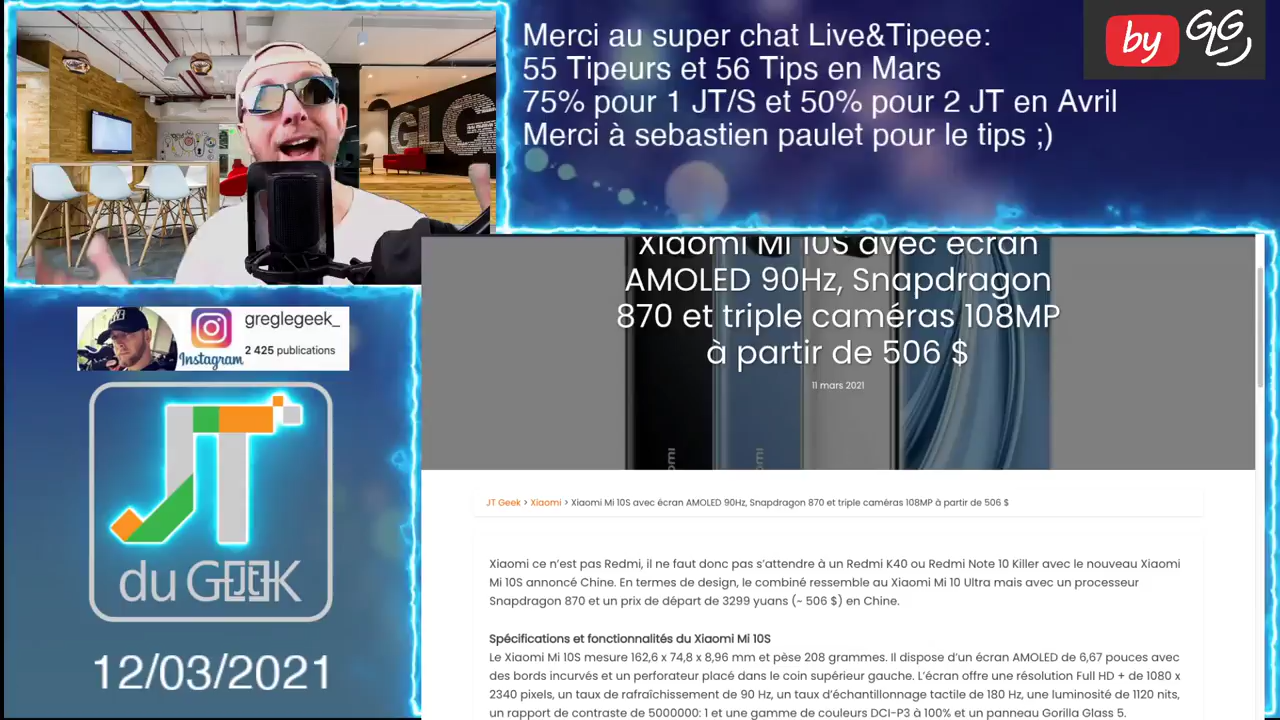 Merci au super chat Live&Tipeee:
55 Tipeurs et 56 Tips en Mars
75% pour 1 JT/S et 50% pour 2 JT en Avril
Merci à sebastien paulet pour le tips ;)
by GLG
GLG
greglegeek_
Instagram
2 425 publications
JT
du GEEK
12/03/2021
Xiaomi Mi 10S avec écran
AMOLED 90Hz, Snapdragon
870 et triple caméras 108MP
à partir de 506 $
11 mars 2021
JT Geek > Xiaomi > Xiaomi Mi 10S avec écran AMOLED 90Hz, Snapdragon 870 et triple caméras 108MP à partir de 506 $
Xiaomi ce n’est pas Redmi, il ne faut donc pas s’attendre à un Redmi K40 ou Redmi Note 10 Killer avec le nouveau Xiaomi
Mi 10S annoncé Chine. En termes de design, le combiné ressemble au Xiaomi Mi 10 Ultra mais avec un processeur
Snapdragon 870 et un prix de départ de 3299 yuans (~ 506 $) en Chine.
Spécifications et fonctionnalités du Xiaomi Mi 10S
Le Xiaomi Mi 10S mesure 162,6 x 74,8 x 8,96 mm et pèse 208 grammes. Il dispose d’un écran AMOLED de 6,67 pouces avec
des bords incurvés et un perforateur placé dans le coin supérieur gauche. L’écran offre une résolution Full HD + de 1080 x
2340 pixels, un taux de rafraîchissement de 90 Hz, un taux d’échantillonnage tactile de 180 Hz, une luminosité de 1120 nits,
un rapport de contraste de 5000000: 1 et une gamme de couleurs DCI-P3 à 100% et un panneau Gorilla Glass 5.